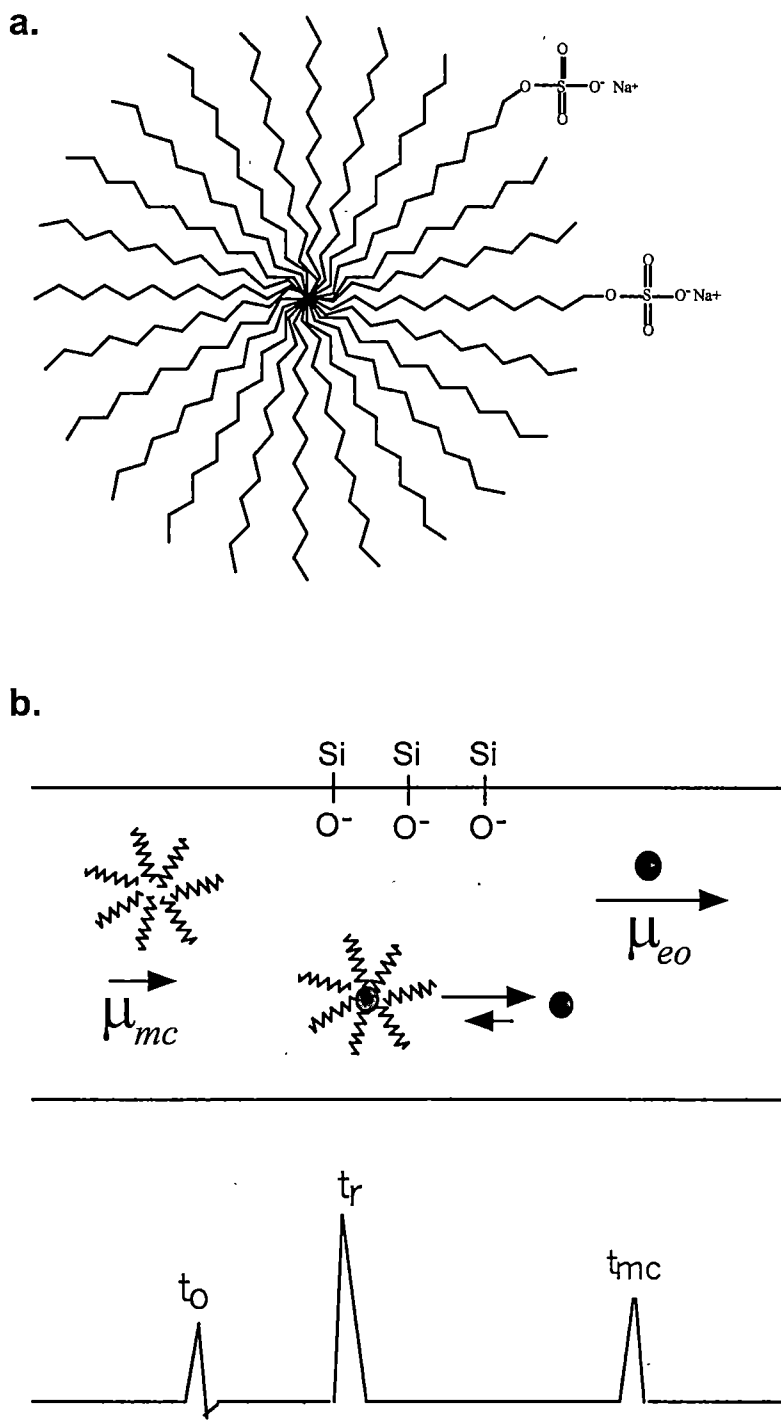 a.
O
O S O⁻ Na⁺
O
O
O S O⁻ Na⁺
O
b.
Si Si Si
O⁻ O⁻ O⁻
μeo
μmc
tr
tmc
to